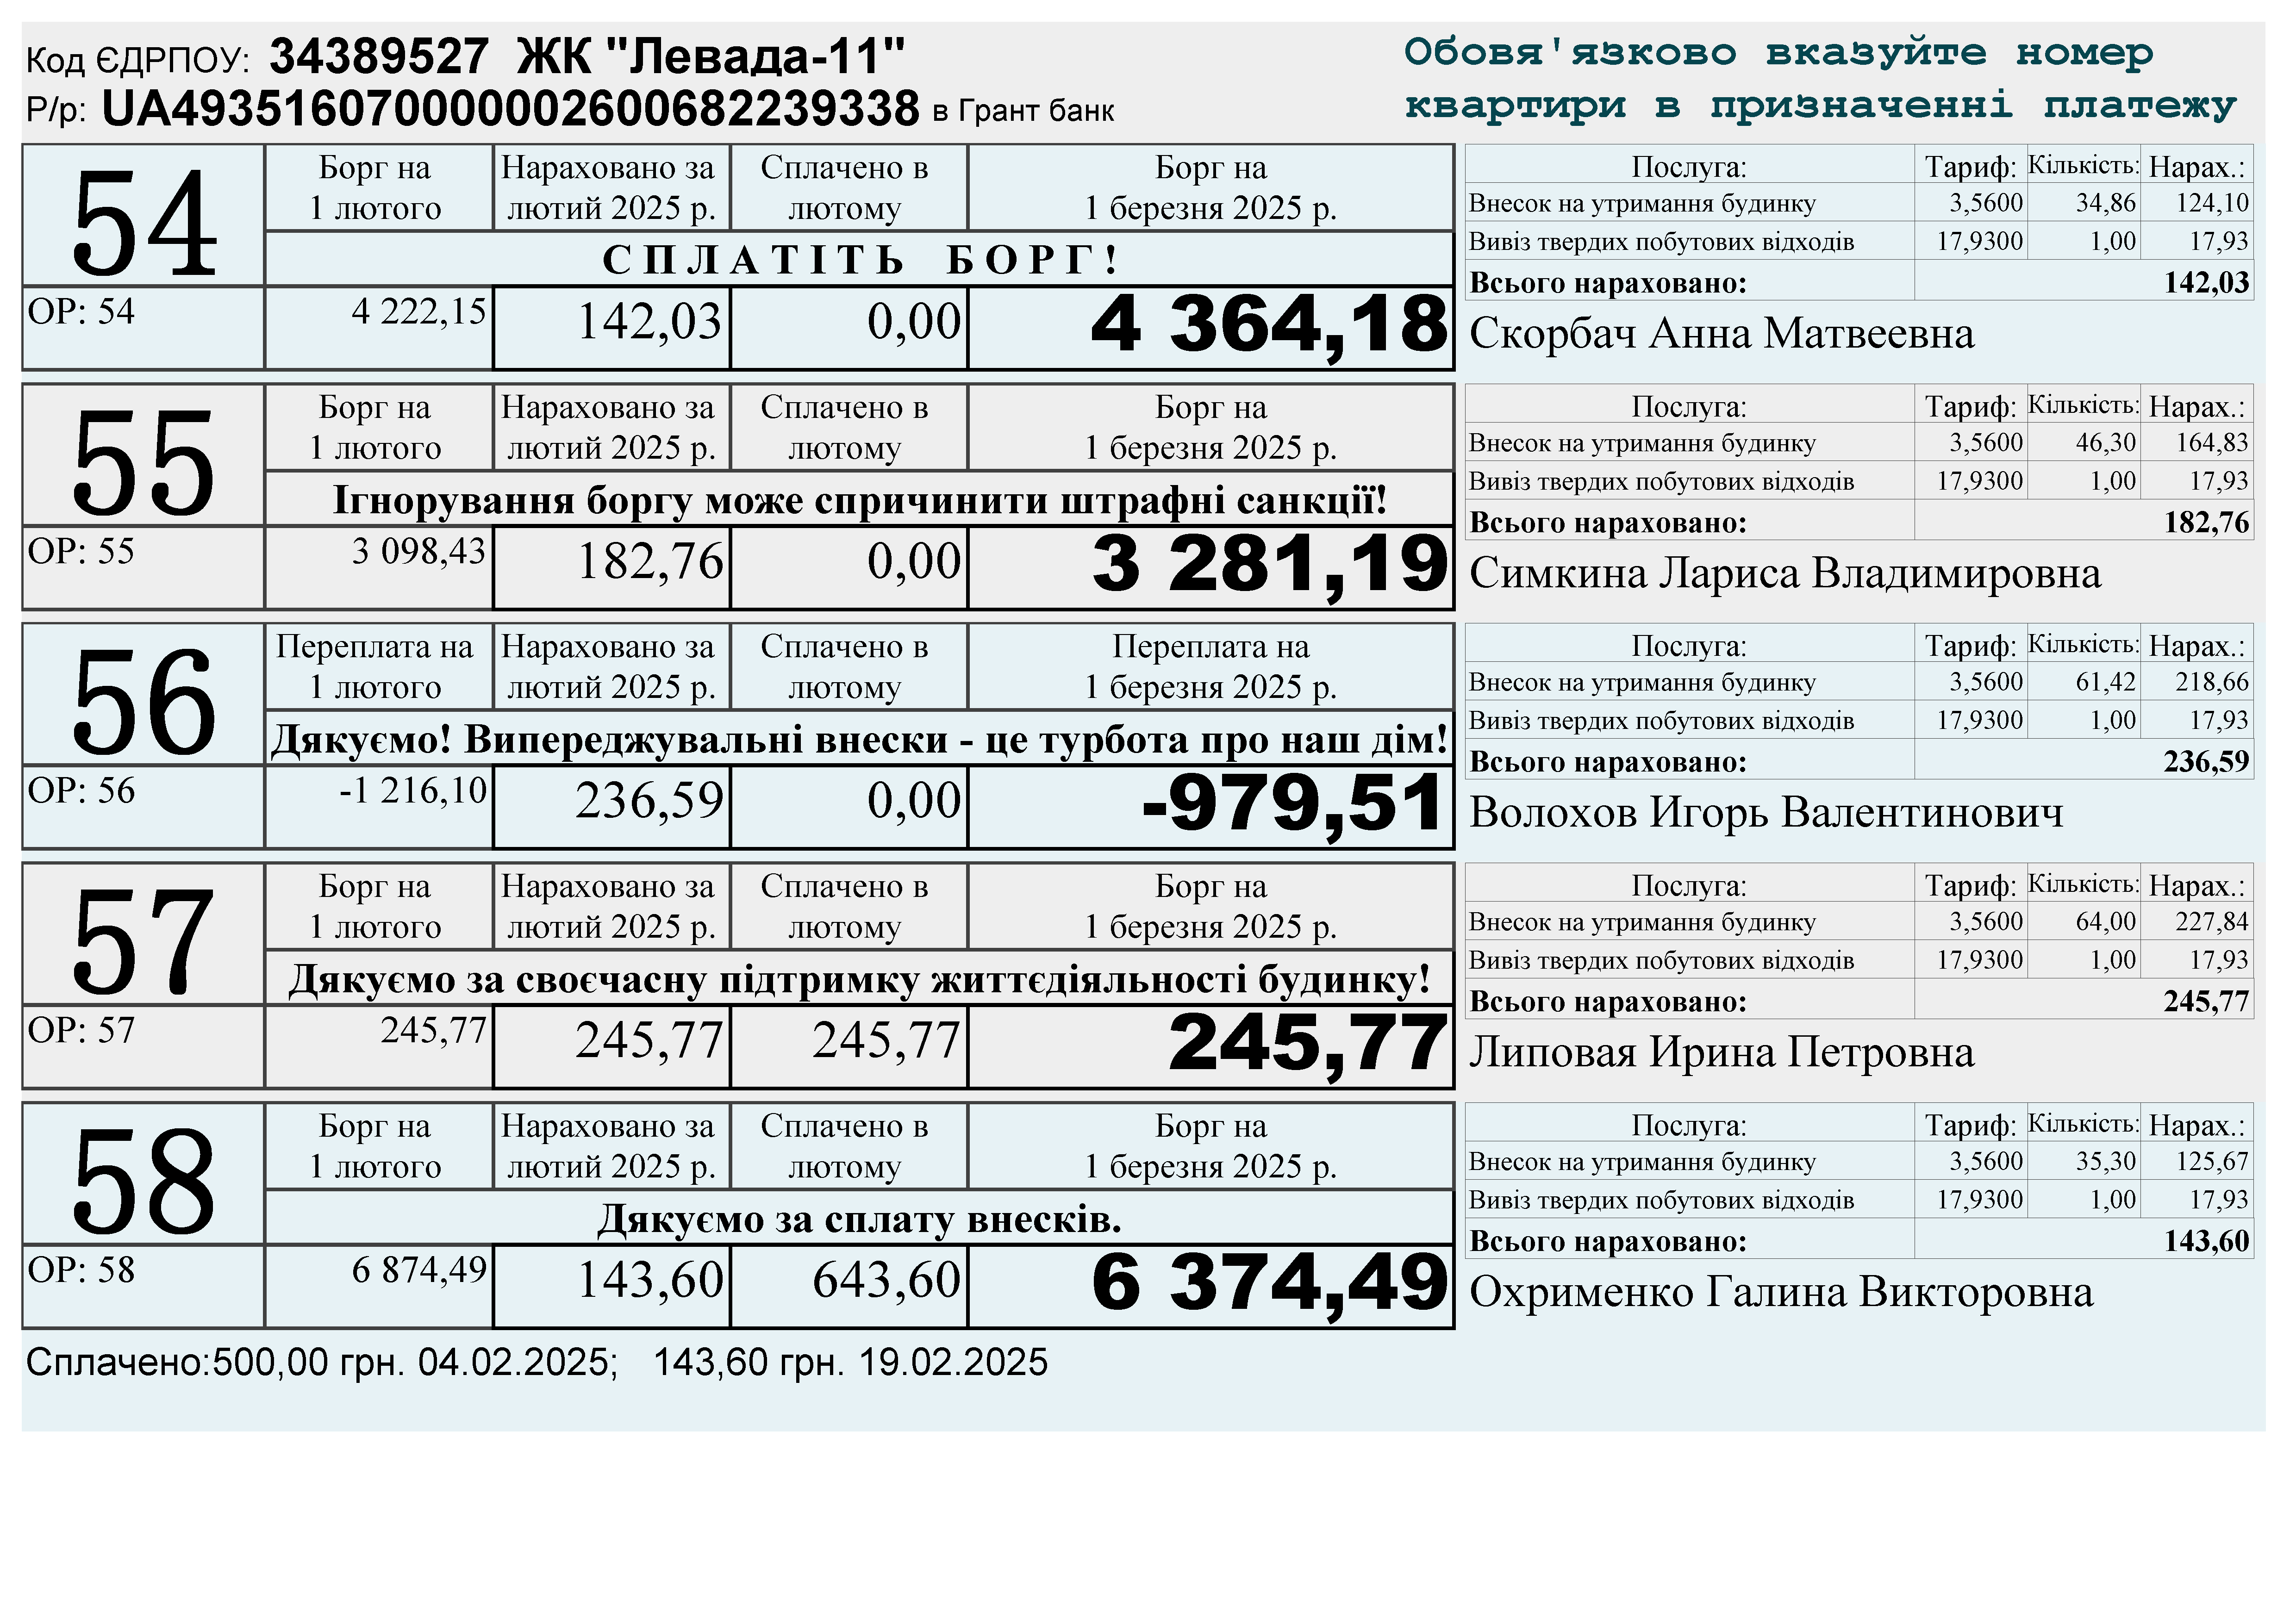 Код ЄДРПОУ: 34389527 ЖК "Левада-11"
Р/р: UA493516070000002600682239338 в Грант банк
Обовя'язково вказуйте номер
квартири в призначенні платежу
54
Борг на
1 лютого
Нараховано за
лютий 2025 р.
Сплачено в
лютому
Борг на
1 березня 2025 р.
С П Л А Т І Т Ь Б О Р Г !
ОР: 54 4 222,15 142,03 0,00 4 364,18
Послуга: Тариф: Кількість: Нарах.:
Внесок на утримання будинку 3,5600 34,86 124,10
Вивіз твердих побутових відходів 17,9300 1,00 17,93
Всього нараховано: 142,03
Скорбач Анна Матвеевна
55
Борг на
1 лютого
Нараховано за
лютий 2025 р.
Сплачено в
лютому
Борг на
1 березня 2025 р.
Ігнорування боргу може спричинити штрафні санкції!
ОР: 55 3 098,43 182,76 0,00 3 281,19
Послуга: Тариф: Кількість: Нарах.:
Внесок на утримання будинку 3,5600 46,30 164,83
Вивіз твердих побутових відходів 17,9300 1,00 17,93
Всього нараховано: 182,76
Симкина Лариса Владимировна
56
Переплата на
1 лютого
Нараховано за
лютий 2025 р.
Сплачено в
лютому
Переплата на
1 березня 2025 р.
Дякуємо! Випереджувальні внески - це турбота про наш дім!
ОР: 56 -1 216,10 236,59 0,00 -979,51
Послуга: Тариф: Кількість: Нарах.:
Внесок на утримання будинку 3,5600 61,42 218,66
Вивіз твердих побутових відходів 17,9300 1,00 17,93
Всього нараховано: 236,59
Волохов Игорь Валентинович
57
Борг на
1 лютого
Нараховано за
лютий 2025 р.
Сплачено в
лютому
Борг на
1 березня 2025 р.
Дякуємо за своєчасну підтримку життєдіяльності будинку!
ОР: 57 245,77 245,77 245,77 245,77
Послуга: Тариф: Кількість: Нарах.:
Внесок на утримання будинку 3,5600 64,00 227,84
Вивіз твердих побутових відходів 17,9300 1,00 17,93
Всього нараховано: 245,77
Липовая Ирина Петровна
58
Борг на
1 лютого
Нараховано за
лютий 2025 р.
Сплачено в
лютому
Борг на
1 березня 2025 р.
Дякуємо за сплату внесків.
ОР: 58 6 874,49 143,60 643,60 6 374,49
Послуга: Тариф: Кількість: Нарах.:
Внесок на утримання будинку 3,5600 35,30 125,67
Вивіз твердих побутових відходів 17,9300 1,00 17,93
Всього нараховано: 143,60
Охрименко Галина Викторовна
Сплачено:500,00 грн. 04.02.2025; 143,60 грн. 19.02.2025